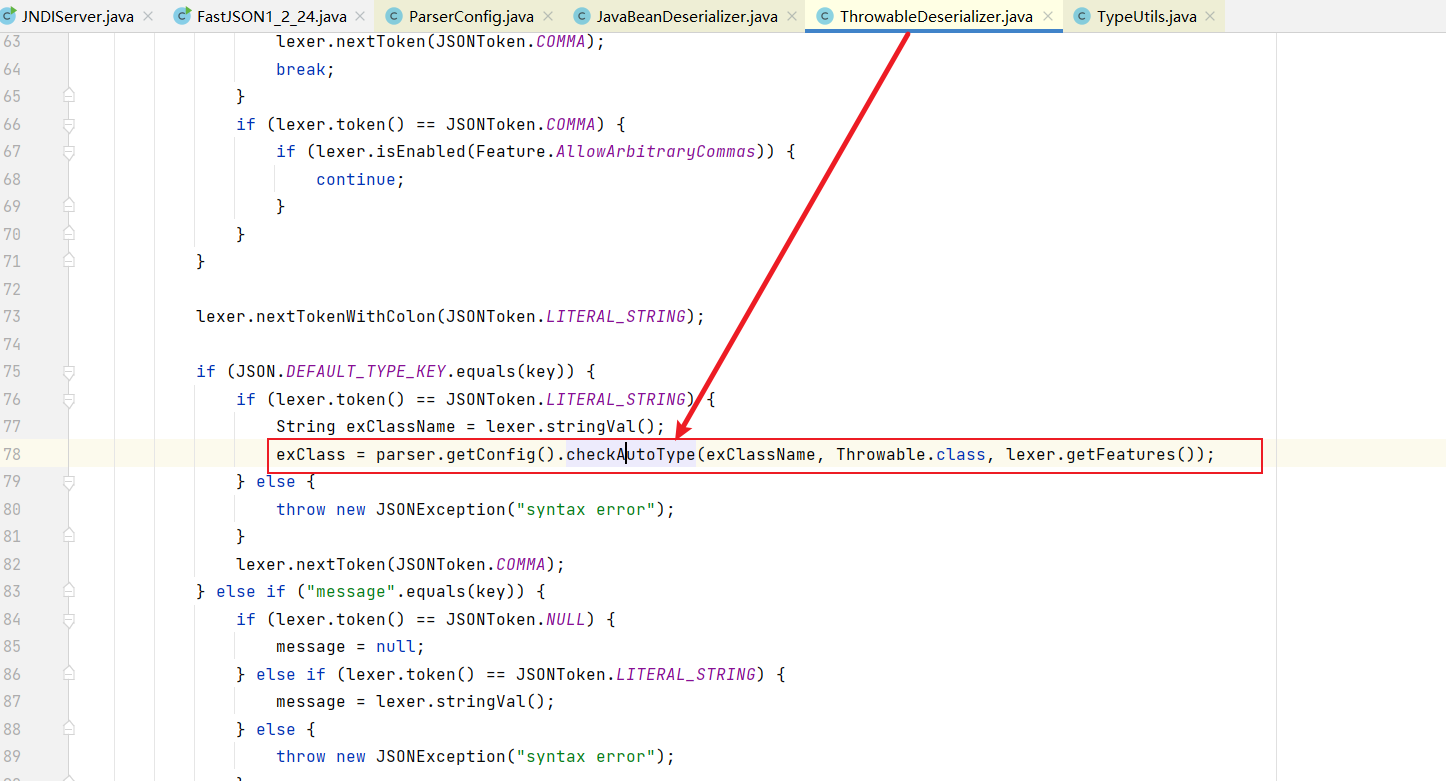 JNDIServer.java FastJSON1_2_24.java ParserConfig.java JavaBeanDeserializer.java ThrowableDeserializer.java TypeUtils.java
63 lexer.nextToken(JSONToken.COMMA);
64 break;
65 }
66 if (lexer.token() == JSONToken.COMMA) {
67 if (lexer.isEnabled(Feature.AllowArbitraryCommas)) {
68 continue;
69 }
70 }
71 }
72
73 lexer.nextTokenWithColon(JSONToken.LITERAL_STRING);
74
75 if (JSON.DEFAULT_TYPE_KEY.equals(key)) {
76 if (lexer.token() == JSONToken.LITERAL_STRING) {
77 String exClassName = lexer.stringVal();
78 exClass = parser.getConfig().checkAutoType(exClassName, Throwable.class, lexer.getFeatures());
79 } else {
80 throw new JSONException("syntax error");
81 }
82 lexer.nextToken(JSONToken.COMMA);
83 } else if ("message".equals(key)) {
84 if (lexer.token() == JSONToken.NULL) {
85 message = null;
86 } else if (lexer.token() == JSONToken.LITERAL_STRING) {
87 message = lexer.stringVal();
88 } else {
89 throw new JSONException("syntax error");